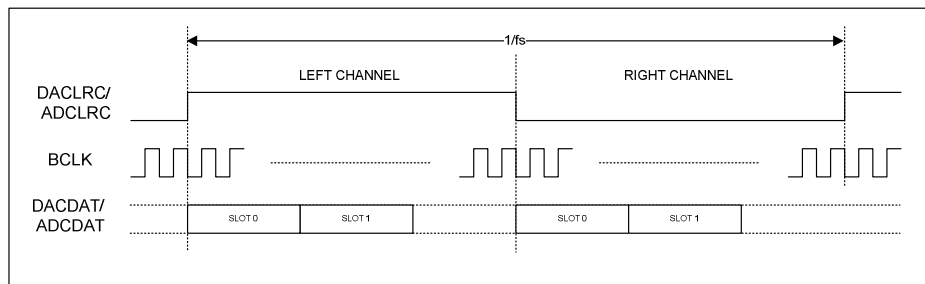 1/fs
LEFT CHANNEL
RIGHT CHANNEL
DACLRC/
ADCLRC
BCLK
DACDAT/
ADCDAT
SLOT 0
SLOT 1
SLOT 0
SLOT 1